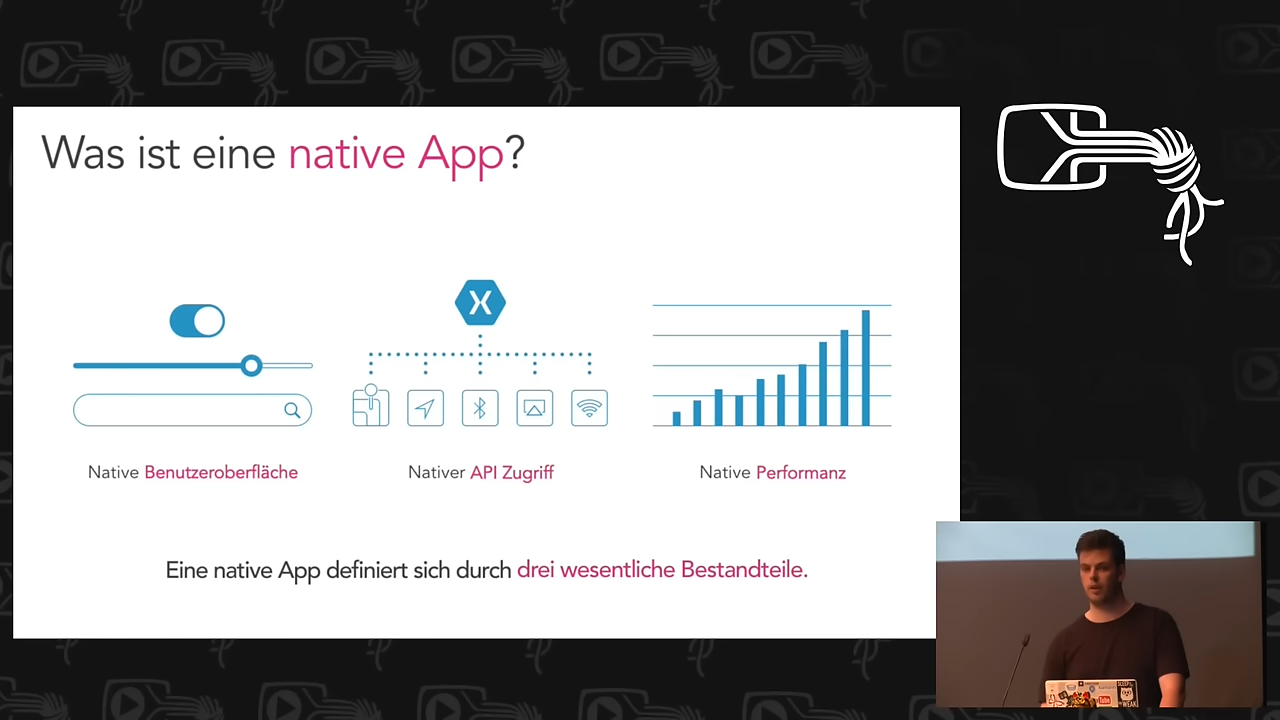 Was ist eine native App?
Native Benutzeroberfläche
Nativer API Zugriff
Native Performanz
Eine native App definiert sich durch drei wesentliche Bestandteile.